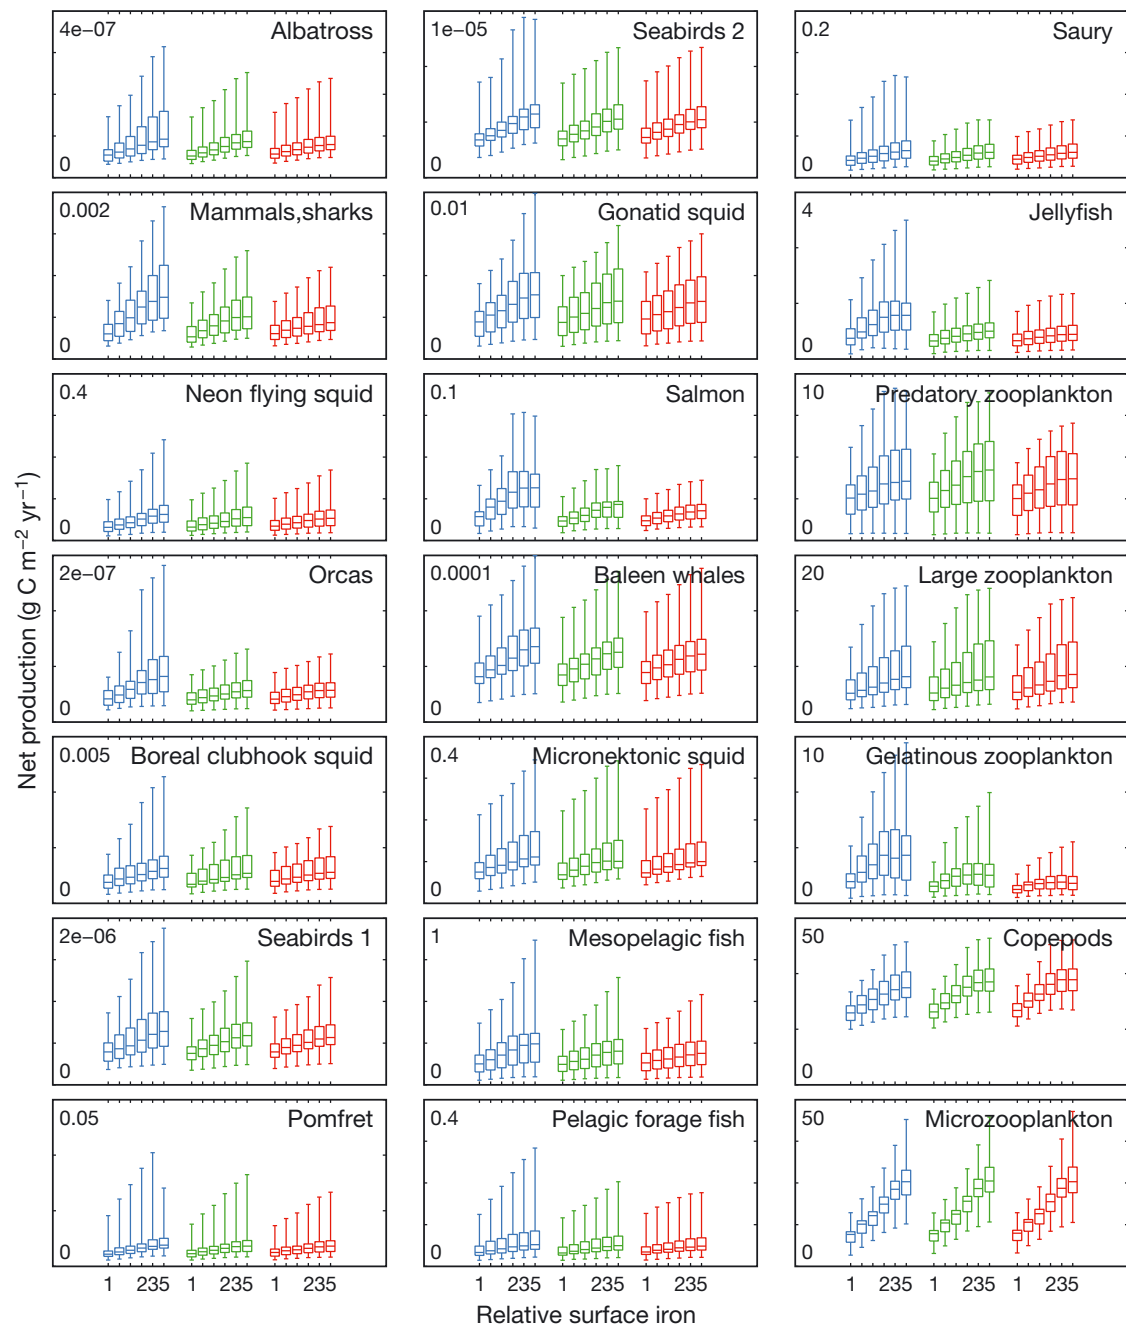 4e−07 Albatross
0
1e−05 Seabirds 2
0
0.2 Saury
0
0.002 Mammals,sharks
0
0.01 Gonatid squid
0
4 Jellyfish
0
0.4 Neon flying squid
0
0.1 Salmon
0
10 Predatory zooplankton
0
2e−07 Orcas
0
0.0001 Baleen whales
0
20 Large zooplankton
0
0.005 Boreal clubhook squid
0
0.4 Micronektonic squid
0
10 Gelatinous zooplankton
0
2e−06 Seabirds 1
0
1 Mesopelagic fish
0
50 Copepods
0
0.05 Pomfret
0
0.4 Pelagic forage fish
0
50 Microzooplankton
0
1 235 1 235 1 235
1 235 1 235 1 235
1 235 1 235 1 235
Net production (g C m−2 yr−1)
Relative surface iron